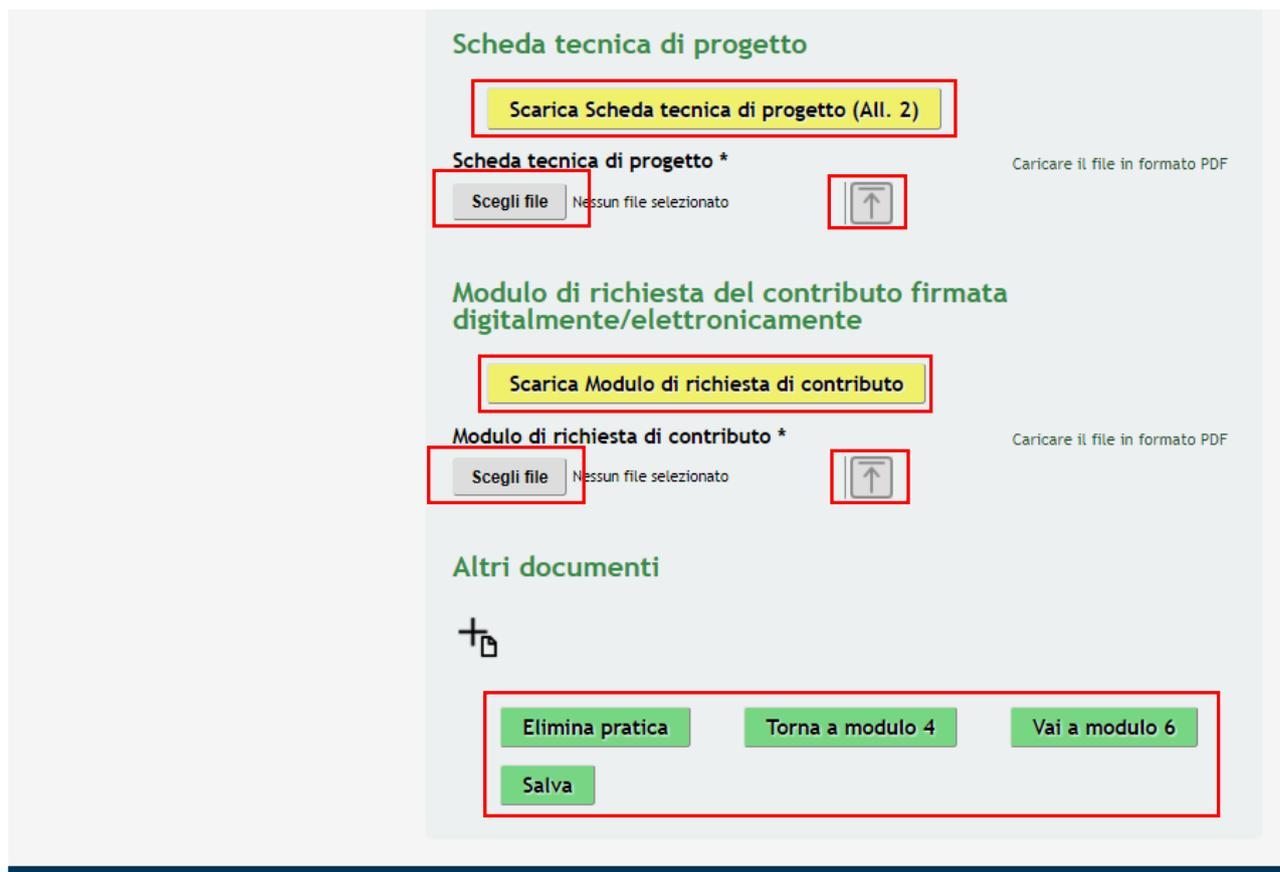 Scheda tecnica di progetto
Scarica Scheda tecnica di progetto (All. 2)
Scheda tecnica di progetto *
Caricare il file in formato PDF
Scegli file Nessun file selezionato
Modulo di richiesta del contributo firmata
digitalmente/elettronicamente
Scarica Modulo di richiesta di contributo
Modulo di richiesta di contributo *
Caricare il file in formato PDF
Scegli file Nessun file selezionato
Altri documenti
Elimina pratica
Torna a modulo 4
Vai a modulo 6
Salva